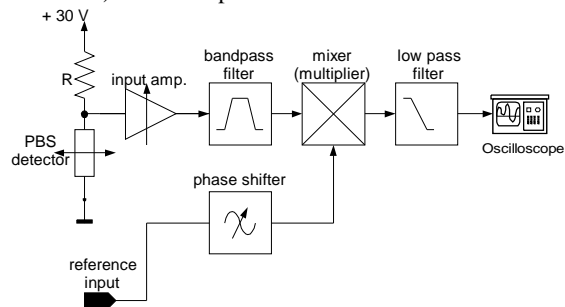 + 30 V
R
input amp.
bandpass
filter
mixer
(multiplier)
low pass
filter
PBS
detector
Oscilloscope
phase shifter
reference
input